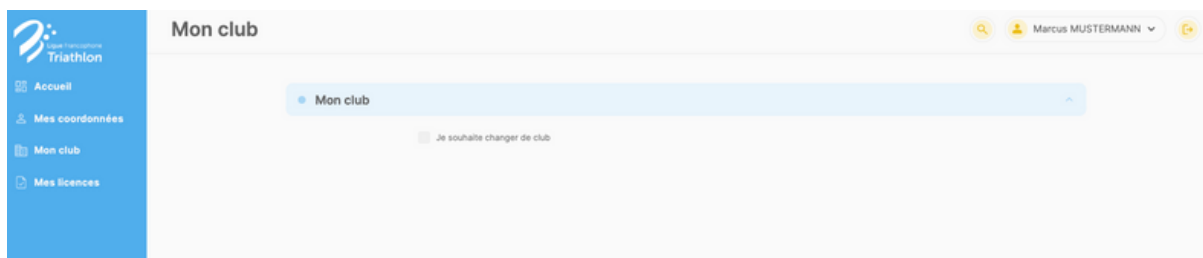 Ligue Francophone
Triathlon
Mon club
Marcus MUSTERMANN
Accueil
Mes coordonnées
Mon club
Mes licences
Mon club
Je souhaite changer de club